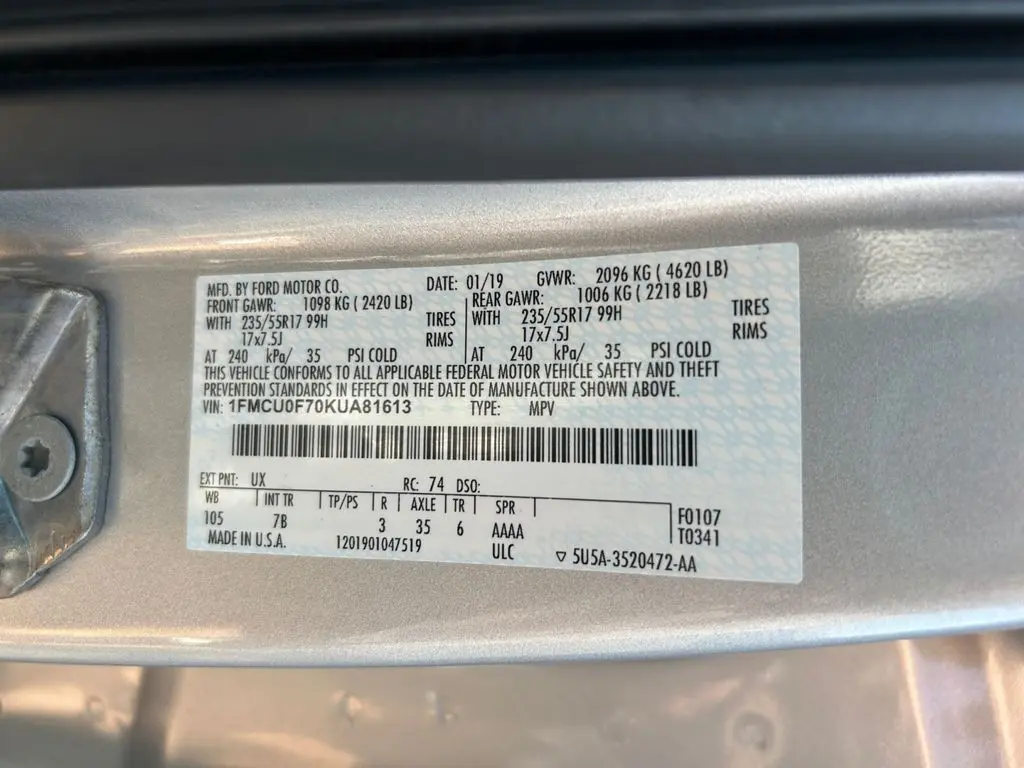 MFD. BY FORD MOTOR CO. DATE: 01/19 GVWR: 2096 KG ( 4620 LB)
FRONT GAWR: 1098 KG ( 2420 LB) REAR GAWR: 1006 KG ( 2218 LB)
WITH 235/55R17 99H TIRES WITH 235/55R17 99H TIRES
17x7.5J RIMS 17x7.5J RIMS
AT 240 kPa/ 35 PSI COLD AT 240 kPa/ 35 PSI COLD
THIS VEHICLE CONFORMS TO ALL APPLICABLE FEDERAL MOTOR VEHICLE SAFETY AND THEFT
PREVENTION STANDARDS IN EFFECT ON THE DATE OF MANUFACTURE SHOWN ABOVE.
VIN: 1FMCU0F70KUA81613 TYPE: MPV
EXT PNT: UX RC: 74 DSO:
WB INT TR TP/PS R AXLE TR SPR
105 7B 3 35 6 AAAA F0107
MADE IN U.S.A. 1201901047519 ULC T0341
▽ 5U5A-3520472-AA